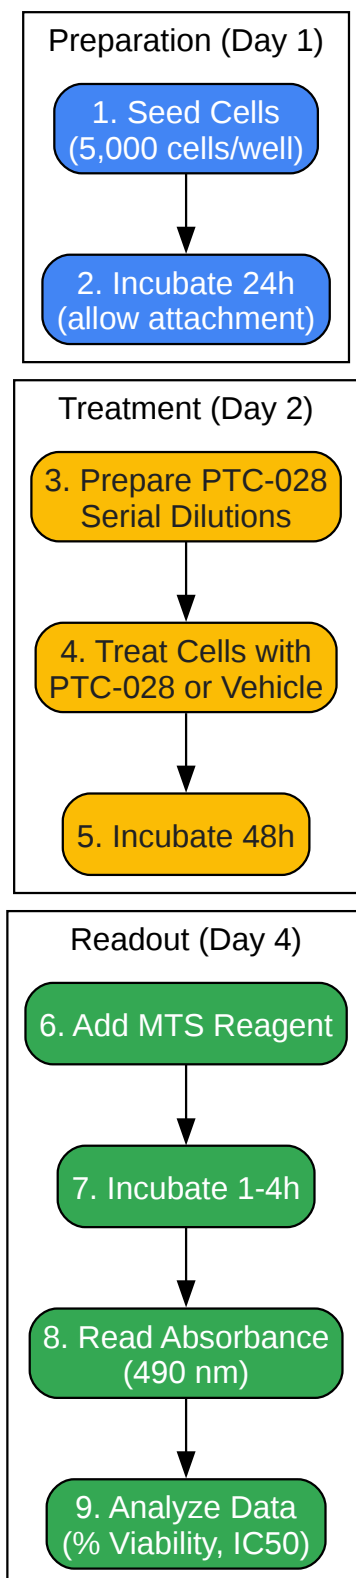 Preparation (Day 1)
1. Seed Cells
(5,000 cells/well)
2. Incubate 24h
(allow attachment)
Treatment (Day 2)
3. Prepare PTC-028
Serial Dilutions
4. Treat Cells with
PTC-028 or Vehicle
5. Incubate 48h
Readout (Day 4)
6. Add MTS Reagent
7. Incubate 1-4h
8. Read Absorbance
(490 nm)
9. Analyze Data
(% Viability, IC50)